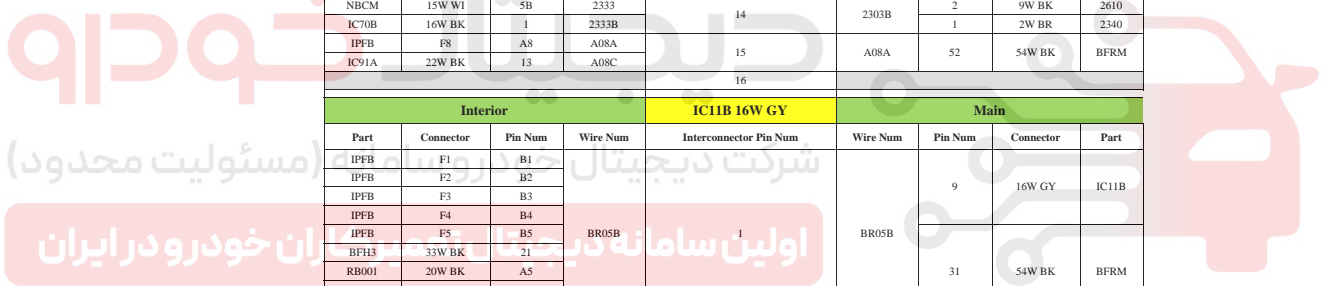 NBCM 15W WI 5B 2333 14 2303B 2 9W BK 2610
IC70B 16W BK 1 2333B 1 2W BR 2340
IPFB F8 A8 A08A 15 A08A 52 54W BK BFRM
IC91A 22W BK 13 A08C
16
دیجیتال خودرو
Interior IC11B 16W GY Main
Part Connector Pin Num Wire Num Interconnector Pin Num Wire Num Pin Num Connector Part
شرکت دیجیتال خودرو سامانه (مسئولیت محدود)
IPFB F1 B1
IPFB F2 B2
IPFB F3 B3 9 16W GY IC11B
IPFB F4 B4
IPFB F5 B5 BR05B 1 BR05B
اولین سامانه دیجیتال تعمیرکاران خودرو در ایران
BFH3 33W BK 21
RB001 20W BK A5 31 54W BK BFRM